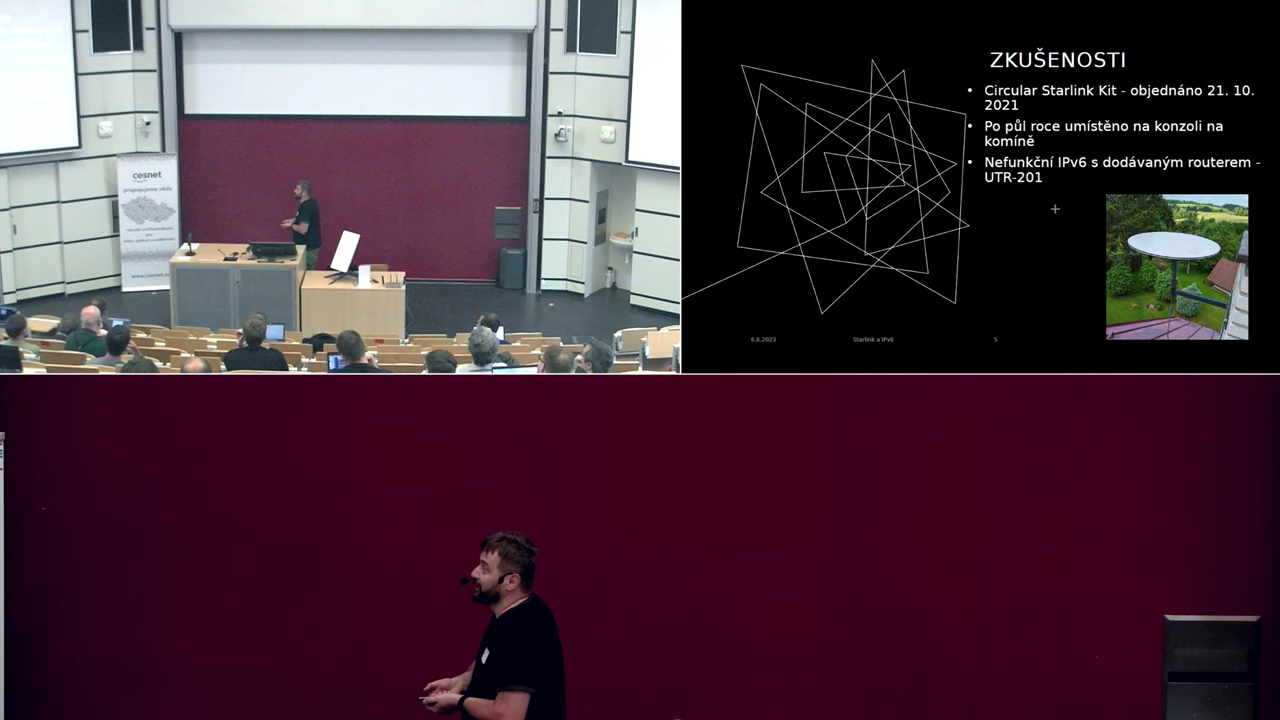 cesnet
propojujeme vědu
www.cesnet.c
ZKUŠENOSTI
• Circular Starlink Kit - objednáno 21. 10.
2021
• Po půl roce umístěno na konzoli na
komíně
• Nefunkční IPv6 s dodávaným routerem -
UTR-201
6.6.2023
Starlink a IPv6
5